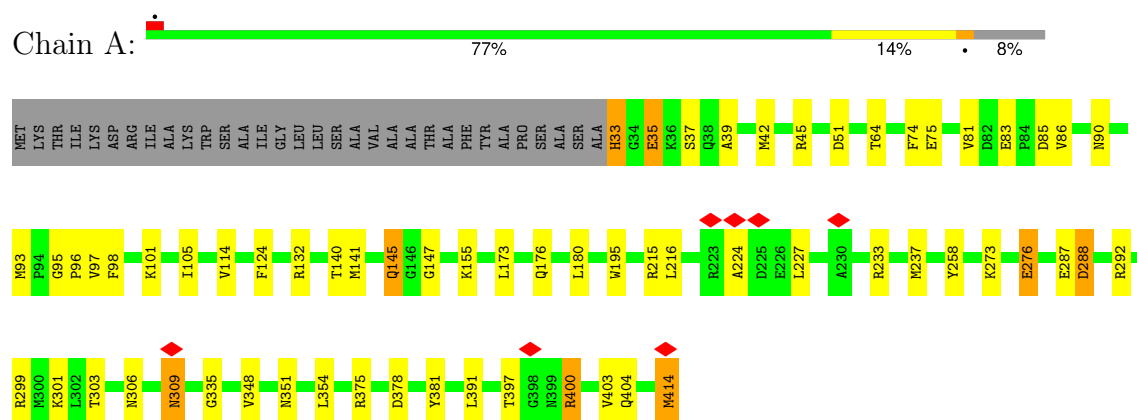 Chain A:
77% 14% • 8%
MET LYS THR ILE LYS ASP ARG ILE ALA LYS TRP SER ALA ILE GLY LEU LEU SER ALA VAL ALA ALA THR ALA PHE TYR ALA PRO SER ALA SER ALA H33 G34 E35 K36 S37 Q38 A39 M42 R45 D51 T64 F74 E75 V81 D82 E83 P84 D85 V86 N90
M93 P94 G95 P96 V97 F98 K101 I105 V114 F124 R132 T140 M141 Q145 G146 G147 K155 L173 Q176 L180 W195 R215 L216 R223 A224 D225 E226 L227 A230 R233 M237 Y258 K273 E276 E287 D288 R292
R299 M300 K301 L302 T303 N306 N309 G335 V348 N351 L354 R375 D378 Y381 L391 T397 G398 N399 R400 V403 Q404 M414